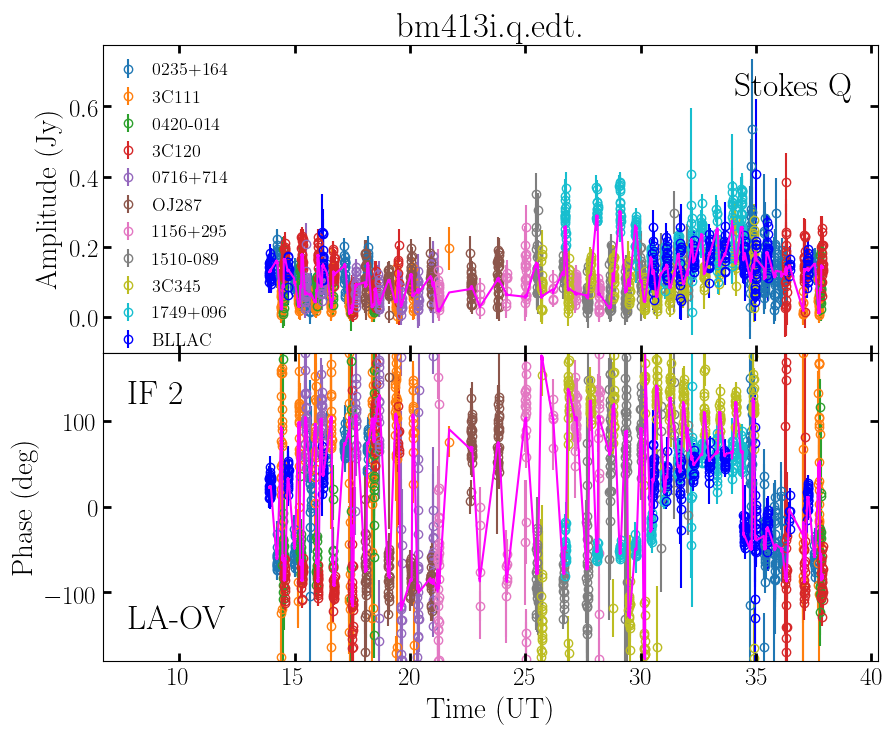 bm413i.q.edt.
Stokes Q
0235+164
3C111
0420-014
3C120
0716+714
OJ287
1156+295
1510-089
3C345
1749+096
BLLAC
Amplitude (Jy)
0.6
0.4
0.2
0.0
IF 2
LA-OV
Phase (deg)
100
0
−100
10 15 20 25 30 35 40
Time (UT)